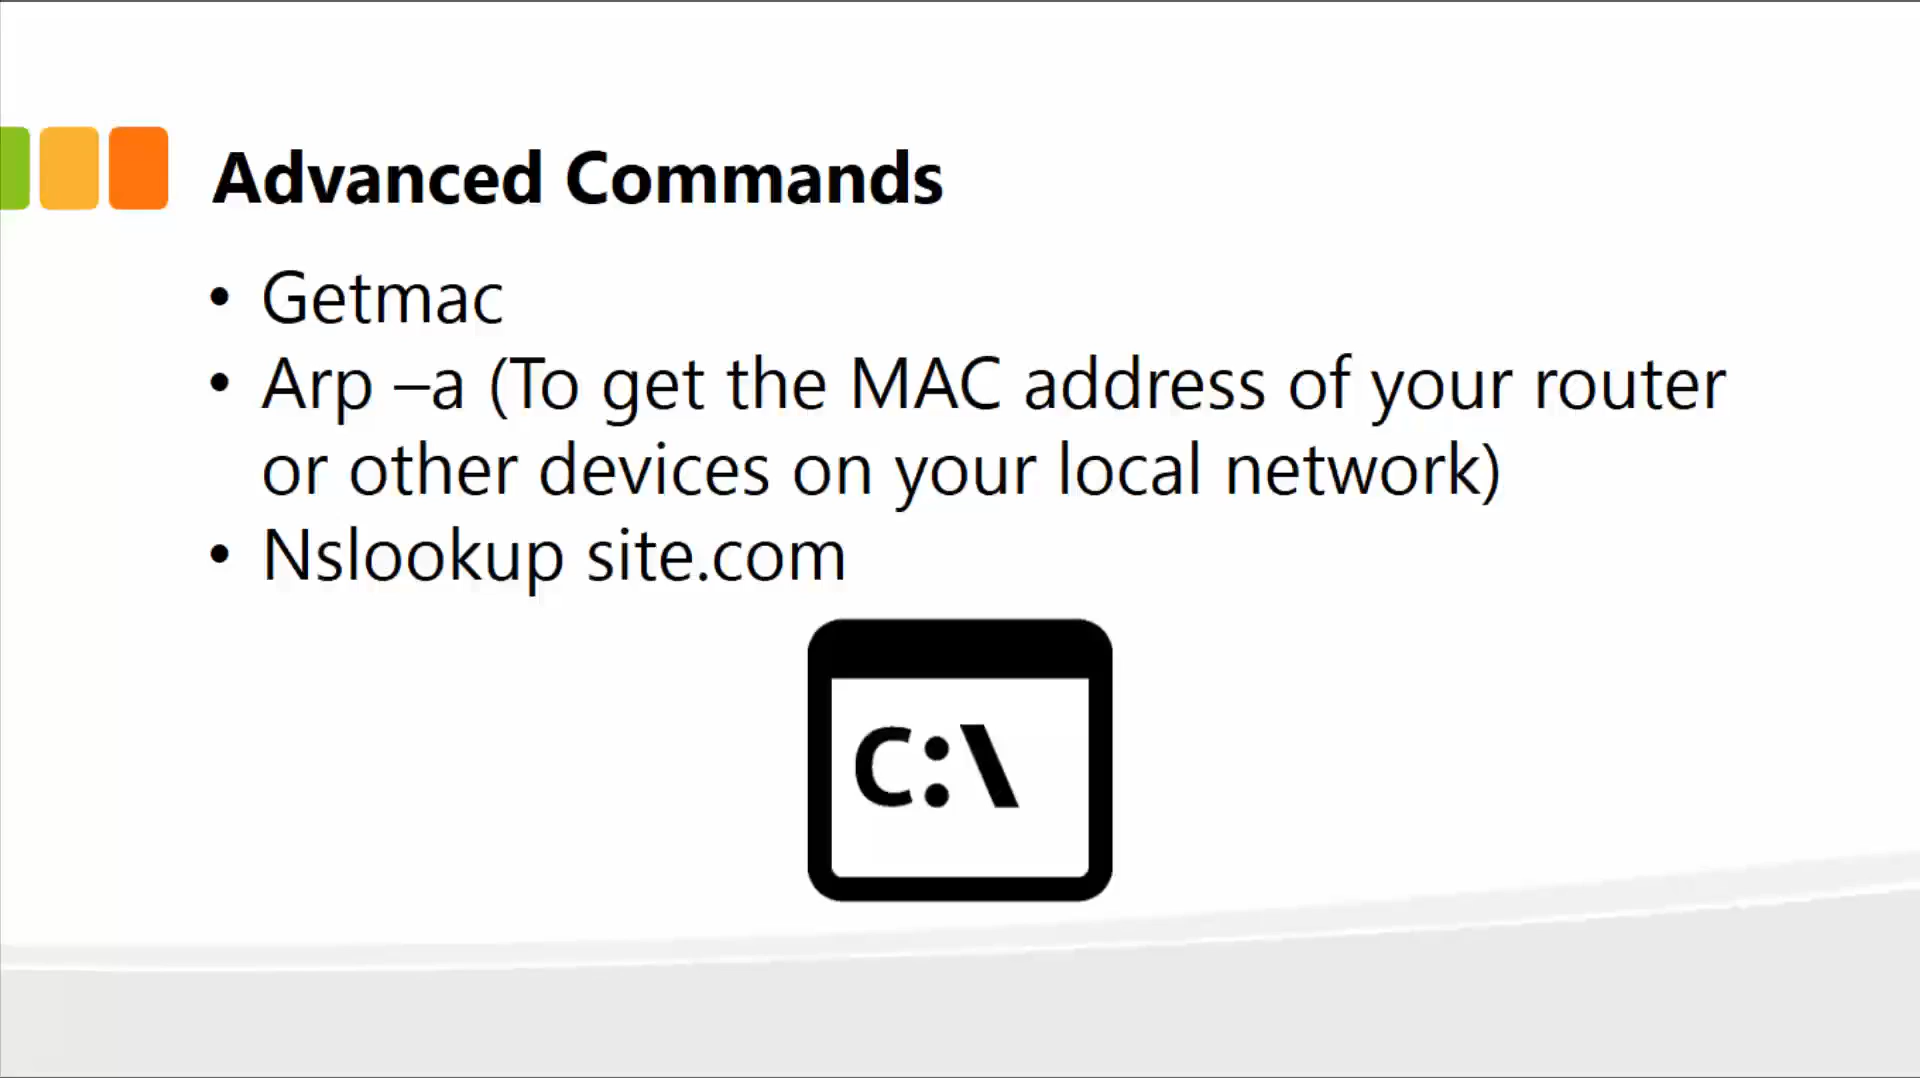 Advanced Commands
• Getmac
• Arp –a (To get the MAC address of your router
or other devices on your local network)
• Nslookup site.com
C:\